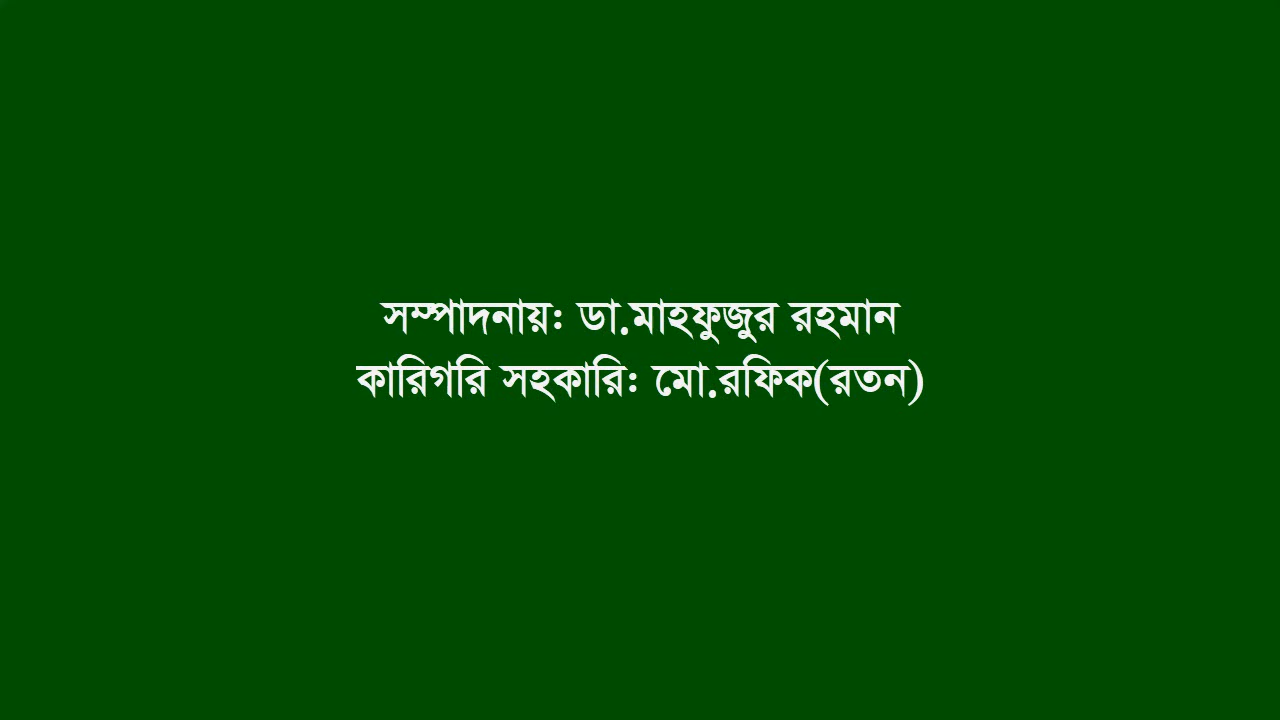 সম্পাদনায়: ডা.মাহফুজুর রহমান
কারিগরি সহকারি: মো.রফিক(রতন)